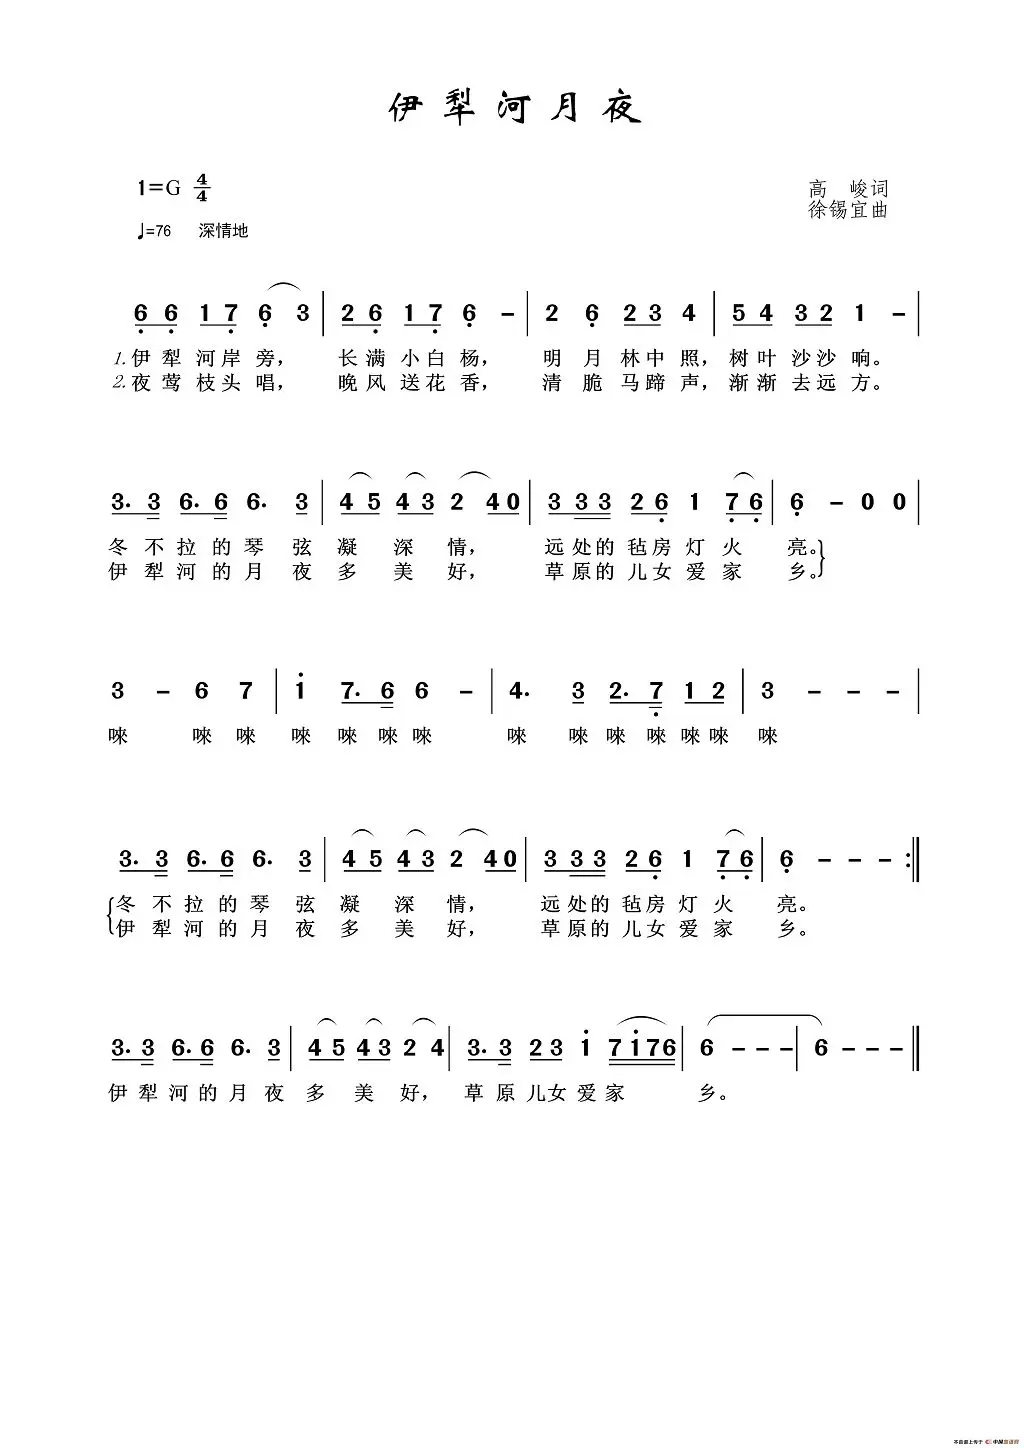 伊犁河月夜
1=G 4/4
高 峻词
徐锡宜曲
♩=76 深情地
6 6 1 7 6 3 | 2 6 1 7 6 - | 2 6 2 3 4 | 5 4 3 2 1 - |
1.伊犁河岸旁， 长满小白杨， 明月林中照，树叶沙沙响。
2.夜莺枝头唱， 晚风送花香， 清脆马蹄声，渐渐去远方。
3. 3 6. 6 6. 3 | 4 5 4 3 2 4 0 | 3 3 3 2 6 1 7 6 | 6 - 0 0 |
冬不拉的琴弦凝深情， 远处的毡房灯火亮。
伊犁河的月夜多美好， 草原的儿女爱家乡。
3 - 6 7 | 1 7. 6 6 - | 4. 3 2. 7 1 2 | 3 - - - |
唻 唻唻 唻唻唻唻 唻 唻唻唻唻唻 唻
3. 3 6. 6 6. 3 | 4 5 4 3 2 4 0 | 3 3 3 2 6 1 7 6 | 6 - - - :||
冬不拉的琴弦凝深情， 远处的毡房灯火亮。
伊犁河的月夜多美好， 草原的儿女爱家乡。
3. 3 6. 6 6. 3 | 4 5 4 3 2 4 | 3. 3 2 3 1 7 1 7 6 | 6 - - - | 6 - - - ||
伊犁河的月夜多美好， 草原儿女爱家 乡。